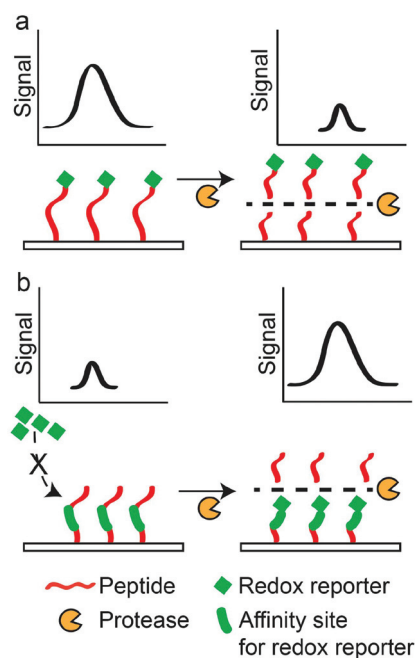 a
Signal
Signal
b
Signal
Signal
X
Peptide
Redox reporter
Protease
Affinity site
for redox reporter